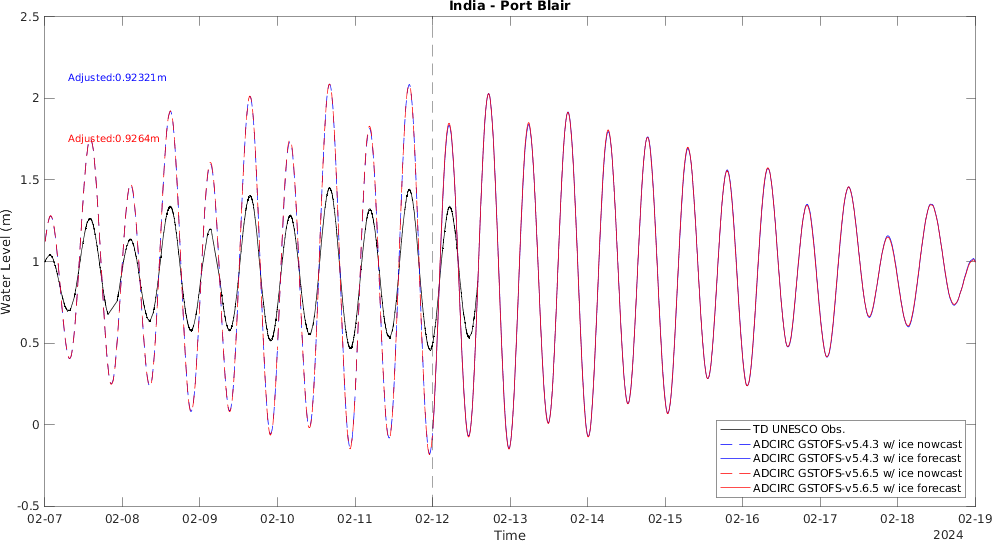 India - Port Blair
2.5
2
1.5
1
0.5
0
-0.5
Water Level (m)
Adjusted:0.92321m
Adjusted:0.9264m
TD UNESCO Obs.
ADCIRC GSTOFS-v5.4.3 w/ ice nowcast
ADCIRC GSTOFS-v5.4.3 w/ ice forecast
ADCIRC GSTOFS-v5.6.5 w/ ice nowcast
ADCIRC GSTOFS-v5.6.5 w/ ice forecast
02-07 02-08 02-09 02-10 02-11 02-12 02-13 02-14 02-15 02-16 02-17 02-18 02-19
Time
2024